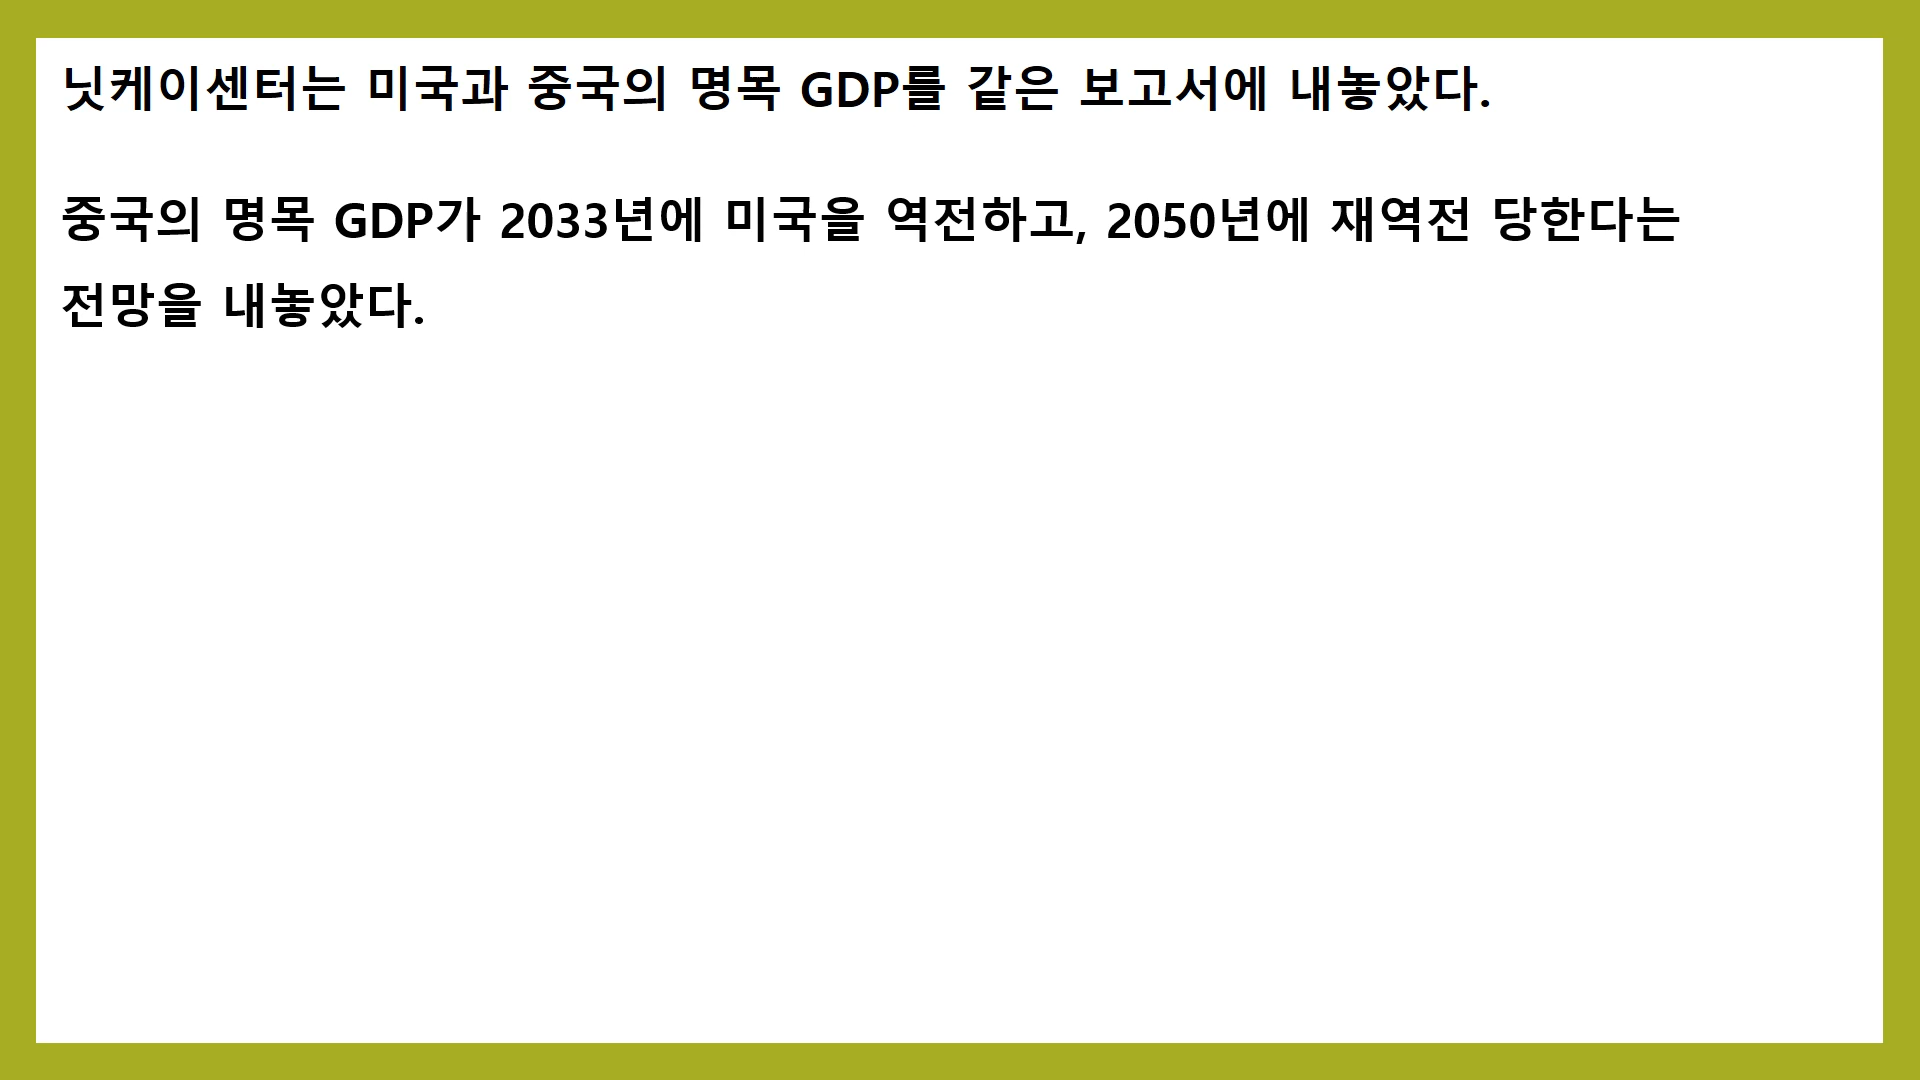 닛케이센터는 미국과 중국의 명목 GDP를 같은 보고서에 내놓았다.
중국의 명목 GDP가 2033년에 미국을 역전하고, 2050년에 재역전 당한다는
전망을 내놓았다.